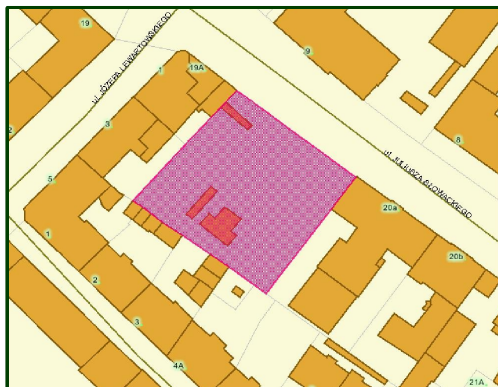 19
ul. JÓZEFA LEWARTOWSKIEGO
1
19A
9
3
2
8
ul. JULIUSZA SŁOWACKIEGO
5
20a
1
20b
2
3
4A
21A